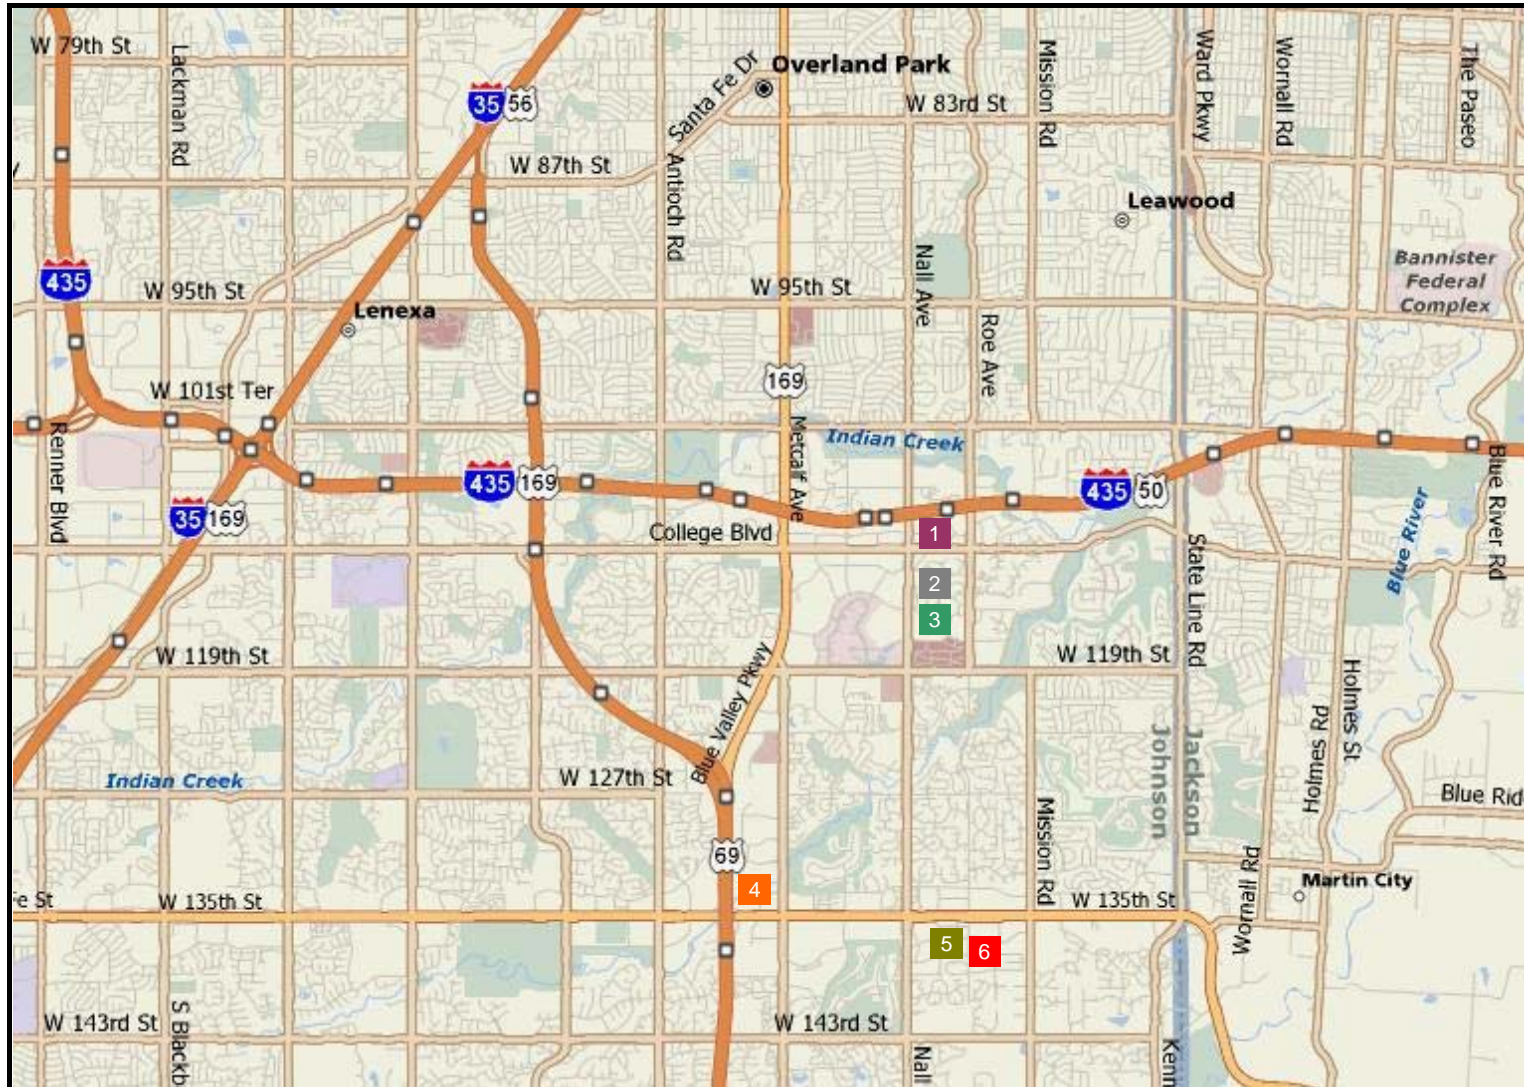 W 79th St
Lackman Rd
35
56
Santa Fe Dr
Overland Park
W 83rd St
Mission Rd
Ward Pkwy
Wornall Rd
The Paseo
W 87th St
Antioch Rd
Leawood
435
W 95th St
Lenexa
W 95th St
Nall Ave
Roe Ave
Bannister
Federal
Complex
W 101st Ter
169
Metcalf Ave
Indian Creek
Renner Blvd
35
169
435
169
435
50
Blue River
Blue River Rd
College Blvd
1
2
3
State Line Rd
W 119th St
W 119th St
Blue Valley Pkwy
Holmes Rd
Holmes St
Johnson
Jackson
Indian Creek
W 127th St
Mission Rd
Blue Rid
69
4
Wornall Rd
Martin City
Fe St
W 135th St
W 135th St
5
6
W 143rd St
S Blackb
W 143rd St
Nall
Kenn